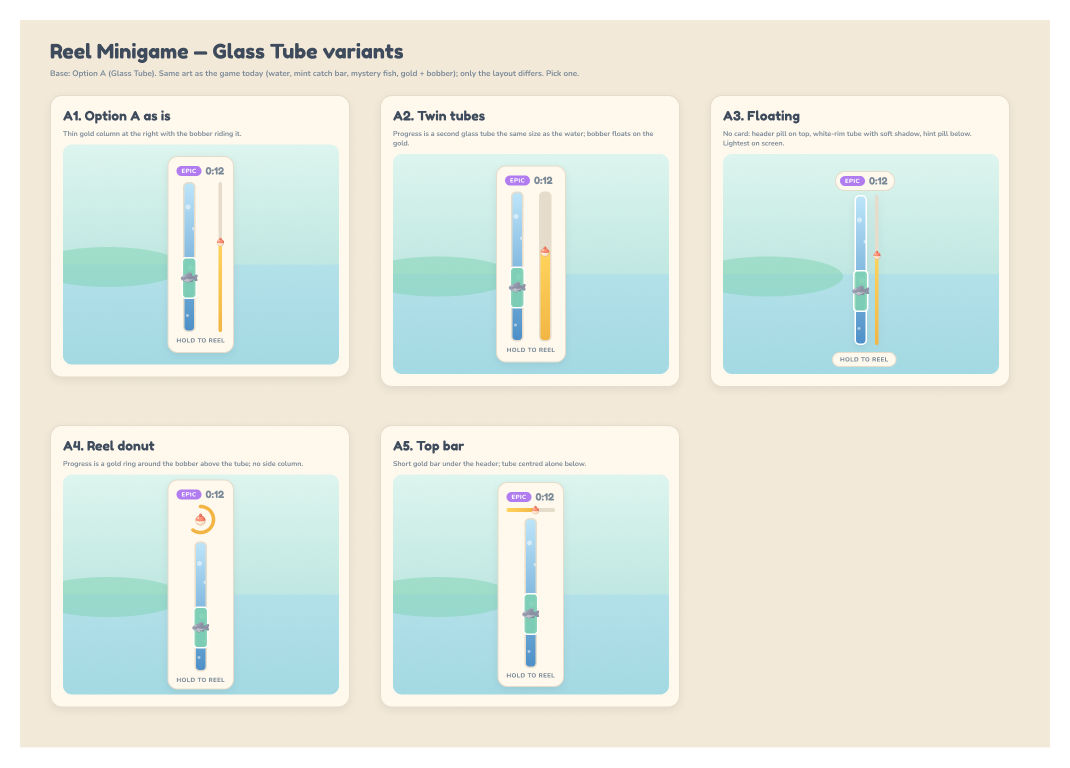 Reel Minigame — Glass Tube variants
Base: Option A (Glass Tube). Same art as the game today (water, mint catch bar, mystery fish, gold + bobber); only the layout differs. Pick one.
A1. Option A as is
Thin gold column at the right with the bobber riding it.
EPIC 0:12
HOLD TO REEL
A2. Twin tubes
Progress is a second glass tube the same size as the water; bobber floats on the
gold.
EPIC 0:12
HOLD TO REEL
A3. Floating
No card: header pill on top, white-rim tube with soft shadow, hint pill below.
Lightest on screen.
EPIC 0:12
HOLD TO REEL
A4. Reel donut
Progress is a gold ring around the bobber above the tube; no side column.
EPIC 0:12
HOLD TO REEL
A5. Top bar
Short gold bar under the header; tube centred alone below.
EPIC 0:12
HOLD TO REEL